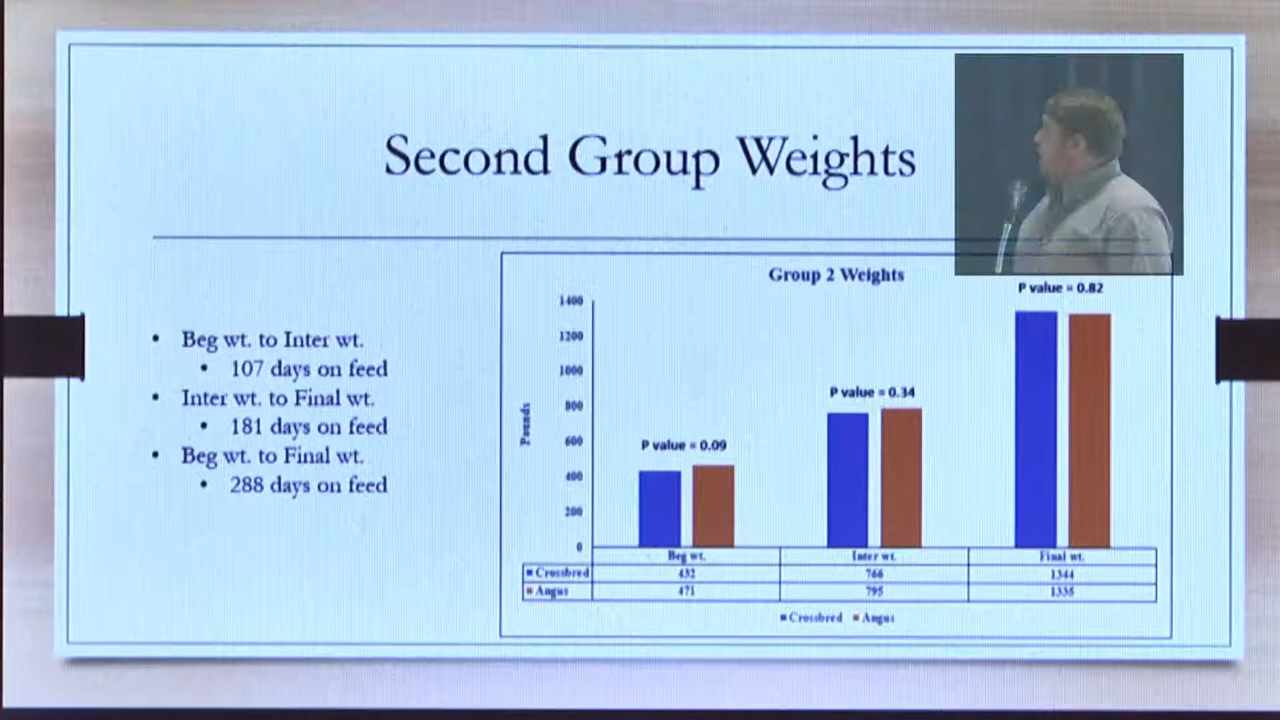 Second Group Weights
• Beg wt. to Inter wt.
• 107 days on feed
• Inter wt. to Final wt.
• 181 days on feed
• Beg wt. to Final wt.
• 288 days on feed
Group 2 Weights
P value = 0.82
P value = 0.34
P value = 0.09
Pounds
1400
1200
1000
800
600
400
200
0
Beg wt. Inter wt. Final wt.
Crossbred 432 766 1344
Angus 471 795 1335
Crossbred Angus